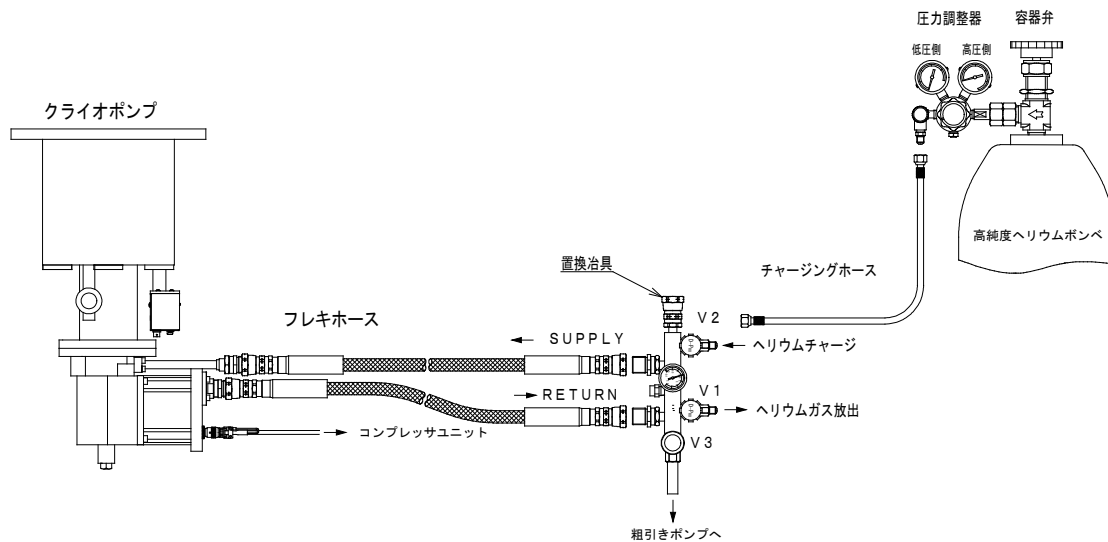 圧力調整器
容器弁
低圧側
高圧側
クライオポンプ
高純度ヘリウムボンベ
置換冶具
チャージングホース
V2
フレキホース
SUPPLY
ヘリウムチャージ
V1
RETURN
ヘリウムガス放出
コンプレッサユニット
V3
粗引きポンプへ